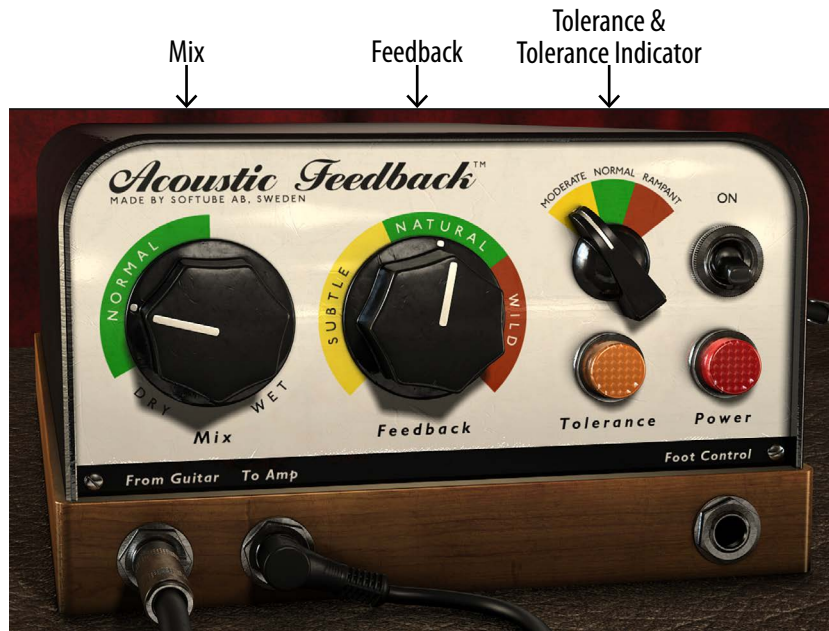 Mix
Feedback
Tolerance &
Tolerance Indicator
Acoustic Feedback™
MADE BY SOFTUBE AB, SWEDEN
MODERATE NORMAL RAMPANT
ON
NORMAL
DRY
WET
Mix
SUBTLE
NATURAL
WILD
Feedback
Tolerance
Power
From Guitar
To Amp
Foot Control